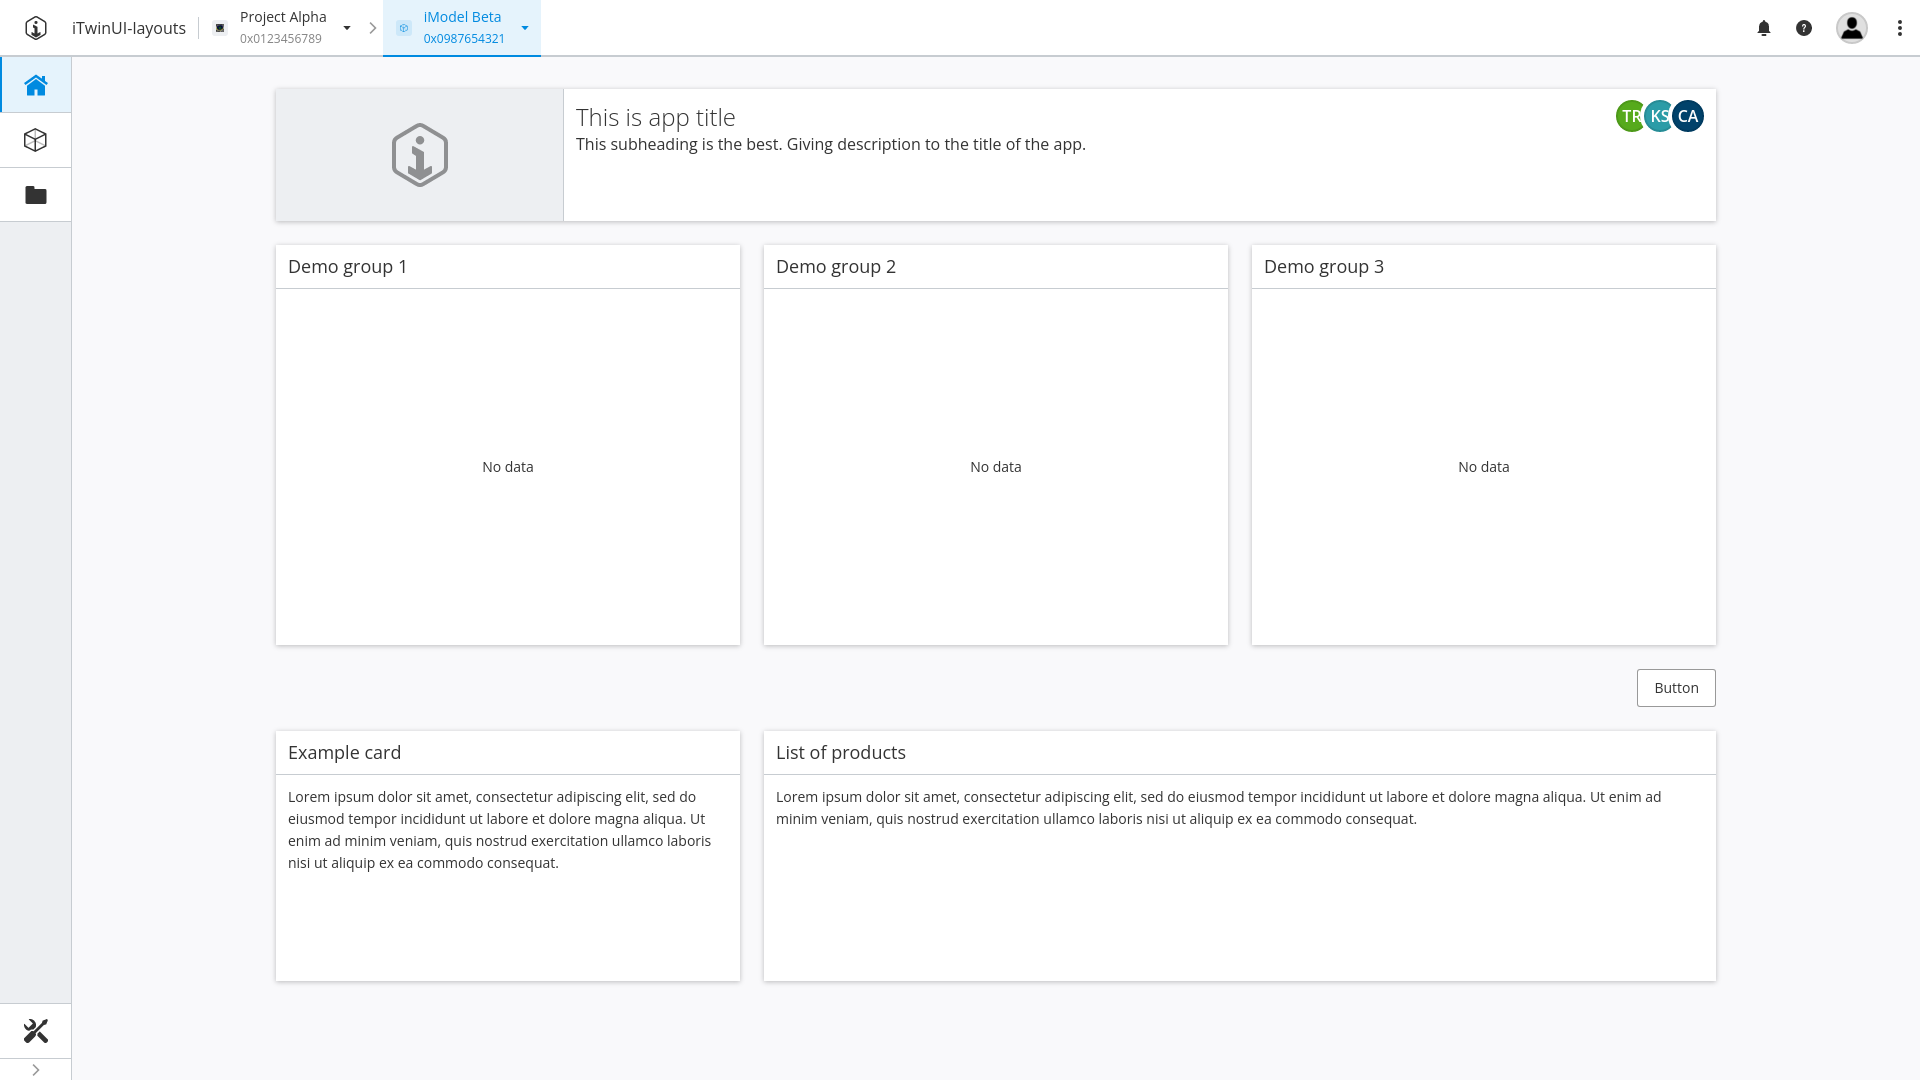 iTwinUI-layouts
Project Alpha
0x0123456789
iModel Beta
0x0987654321
This is app title
This subheading is the best. Giving description to the title of the app.
TR
KS
CA
Demo group 1
Demo group 2
Demo group 3
No data
No data
No data
Button
Example card
Lorem ipsum dolor sit amet, consectetur adipiscing elit, sed do
eiusmod tempor incididunt ut labore et dolore magna aliqua. Ut
enim ad minim veniam, quis nostrud exercitation ullamco laboris
nisi ut aliquip ex ea commodo consequat.
List of products
Lorem ipsum dolor sit amet, consectetur adipiscing elit, sed do eiusmod tempor incididunt ut labore et dolore magna aliqua. Ut enim ad
minim veniam, quis nostrud exercitation ullamco laboris nisi ut aliquip ex ea commodo consequat.